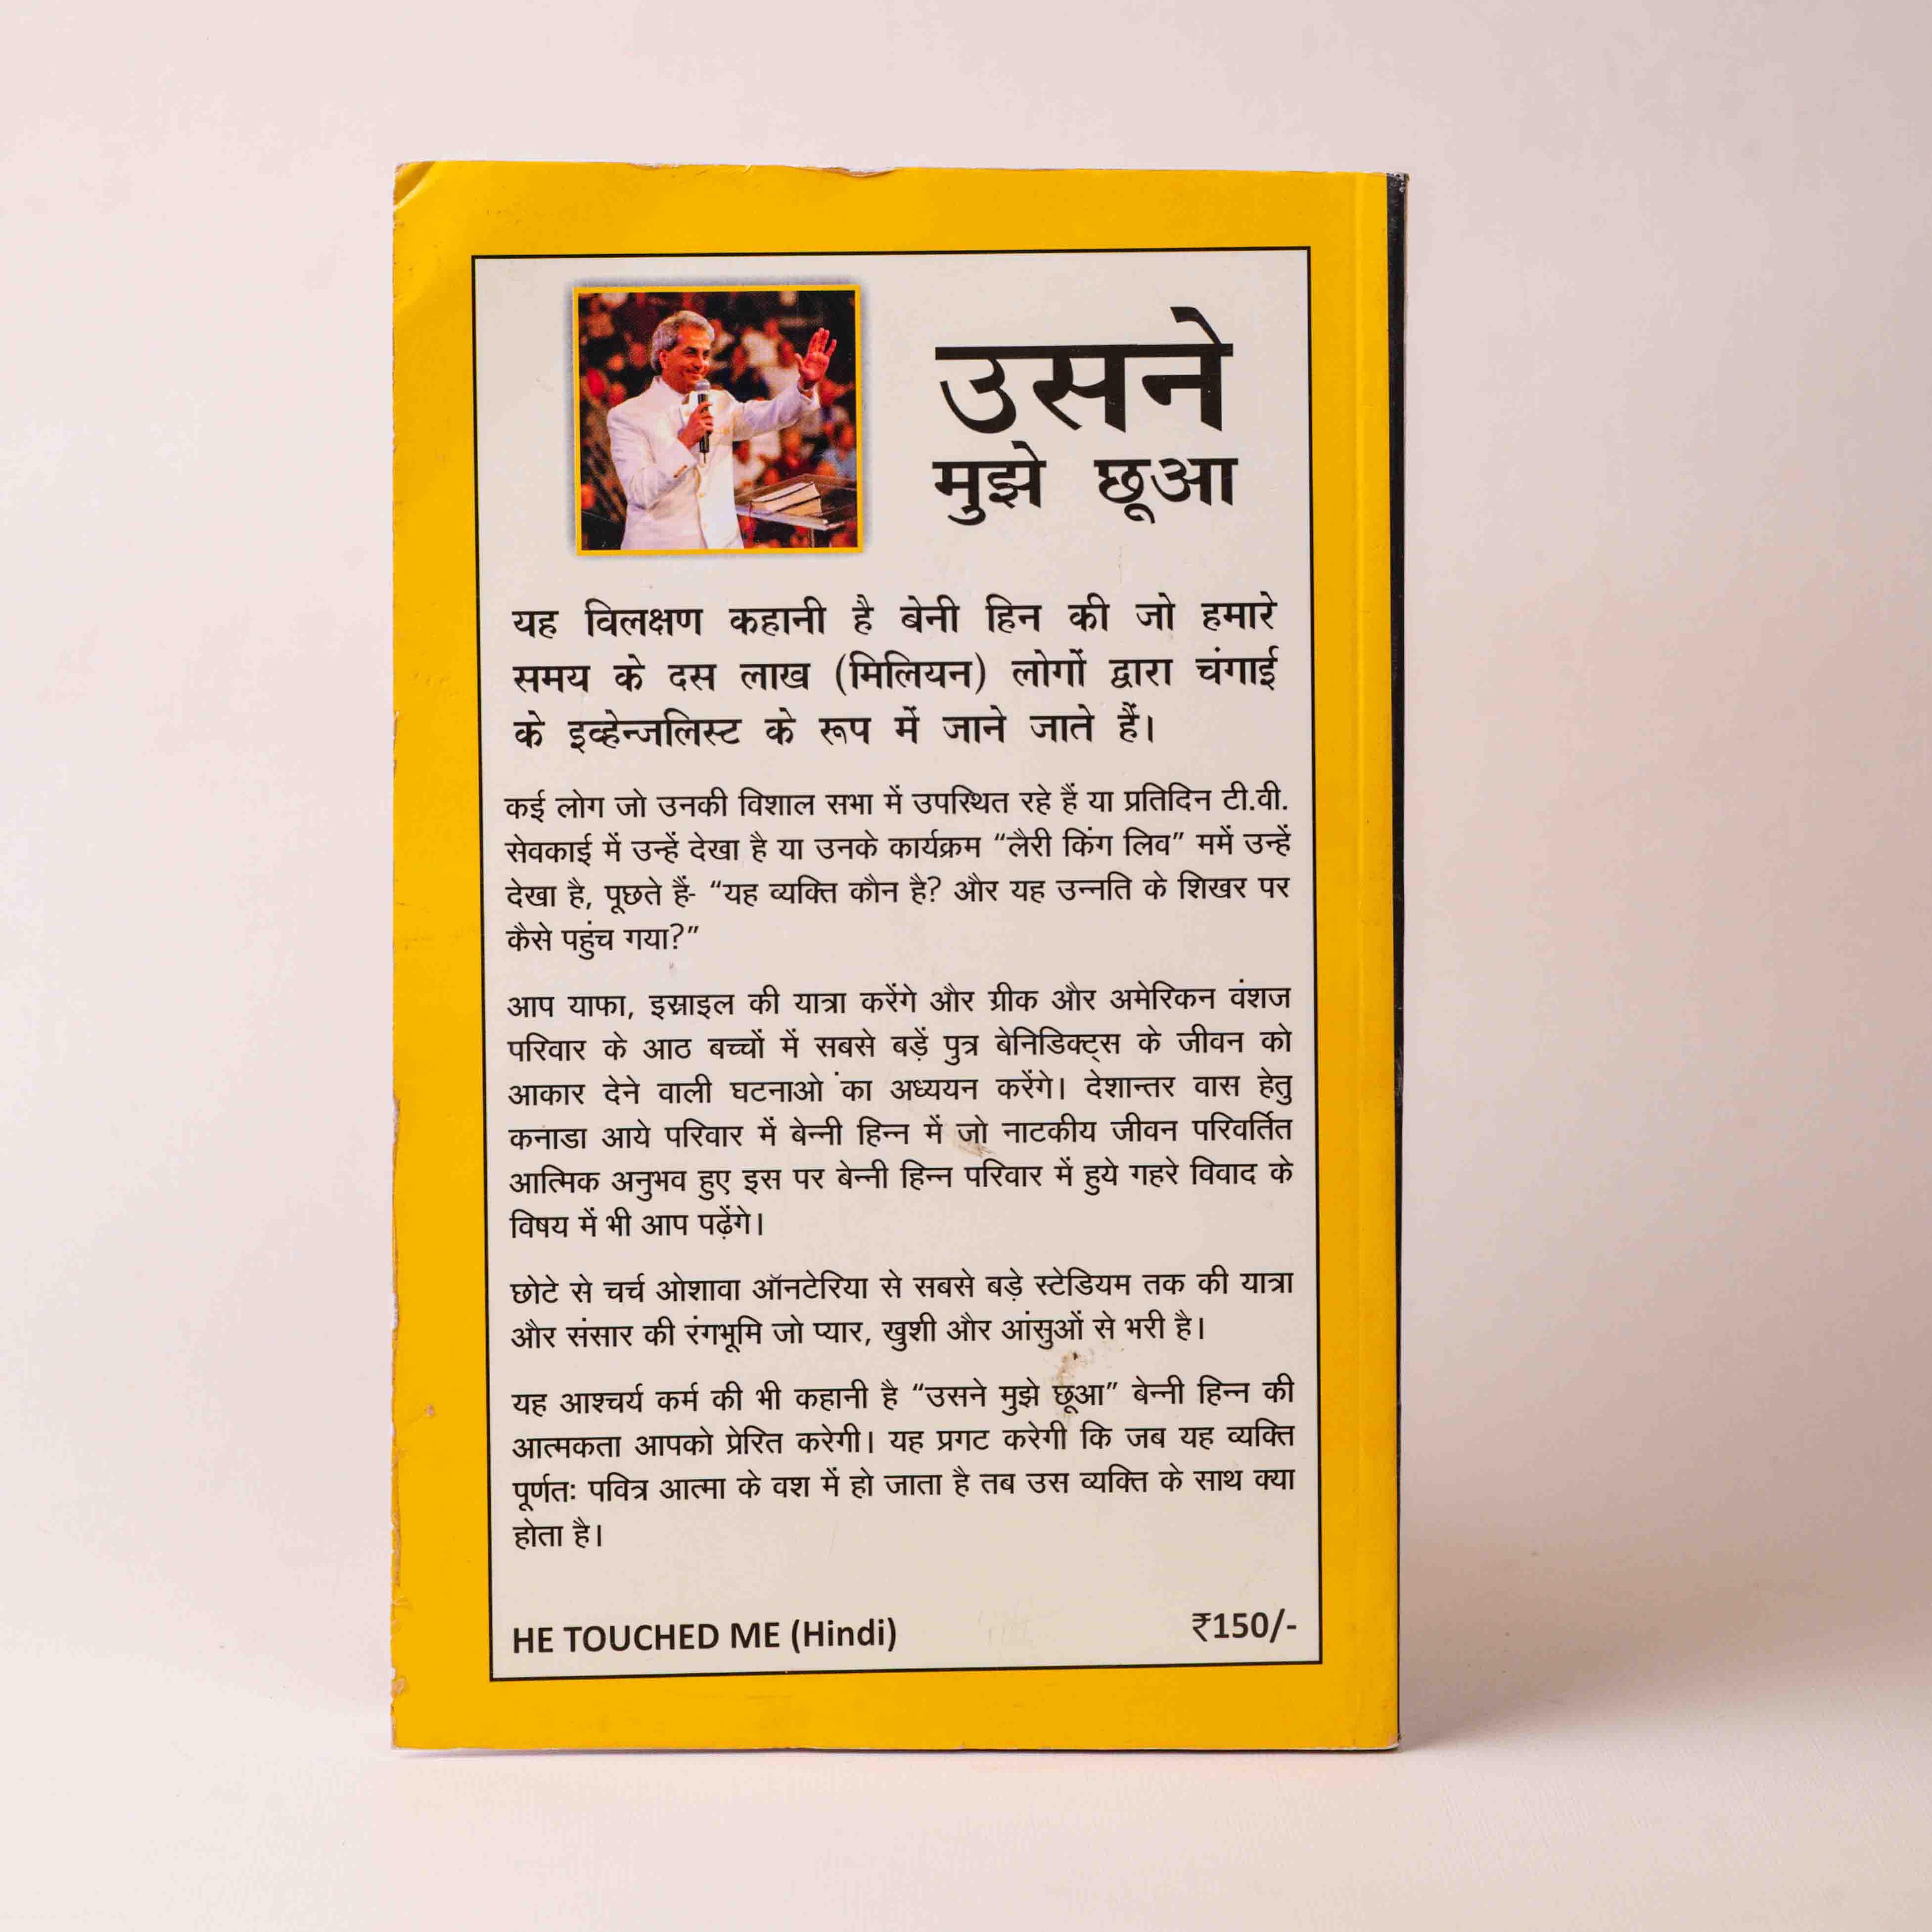 उसने
मुझे छूआ
यह विलक्षण कहानी है बेनी हिन की जो हमारे
समय के दस लाख (मिलियन) लोगों द्वारा चंगाई
के इव्हेन्जलिस्ट के रूप में जाने जाते हैं।
कई लोग जो उनकी विशाल सभा में उपस्थित रहे हैं या प्रतिदिन टी.वी.
सेवकाई में उन्हें देखा है या उनके कार्यक्रम “लैरी किंग लिव” ममें उन्हें
देखा है, पूछते हैं- “यह व्यक्ति कौन है? और यह उन्नति के शिखर पर
कैसे पहुंच गया?”
आप याफा, इस्राइल की यात्रा करेंगे और ग्रीक और अमेरिकन वंशज
परिवार के आठ बच्चों में सबसे बड़ें पुत्र बेनिडिक्ट्स के जीवन को
आकार देने वाली घटनाओ ंका अध्ययन करेंगे। देशान्तर वास हेतु
कनाडा आये परिवार में बेन्नी हिन्न में जो नाटकीय जीवन परिवर्तित
आत्मिक अनुभव हुए इस पर बेन्नी हिन्न परिवार में हुये गहरे विवाद के
विषय में भी आप पढ़ेंगे।
छोटे से चर्च ओशावा ऑनटेरिया से सबसे बड़े स्टेडियम तक की यात्रा
और संसार की रंगभूमि जो प्यार, खुशी और आंसुओं से भरी है।
यह आश्चर्य कर्म की भी कहानी है “उसने मुझे छूआ” बेन्नी हिन्न की
आत्मकता आपको प्रेरित करेगी। यह प्रगट करेगी कि जब यह व्यक्ति
पूर्णतः पवित्र आत्मा के वश में हो जाता है तब उस व्यक्ति के साथ क्या
होता है।
HE TOUCHED ME (Hindi) ₹150/-